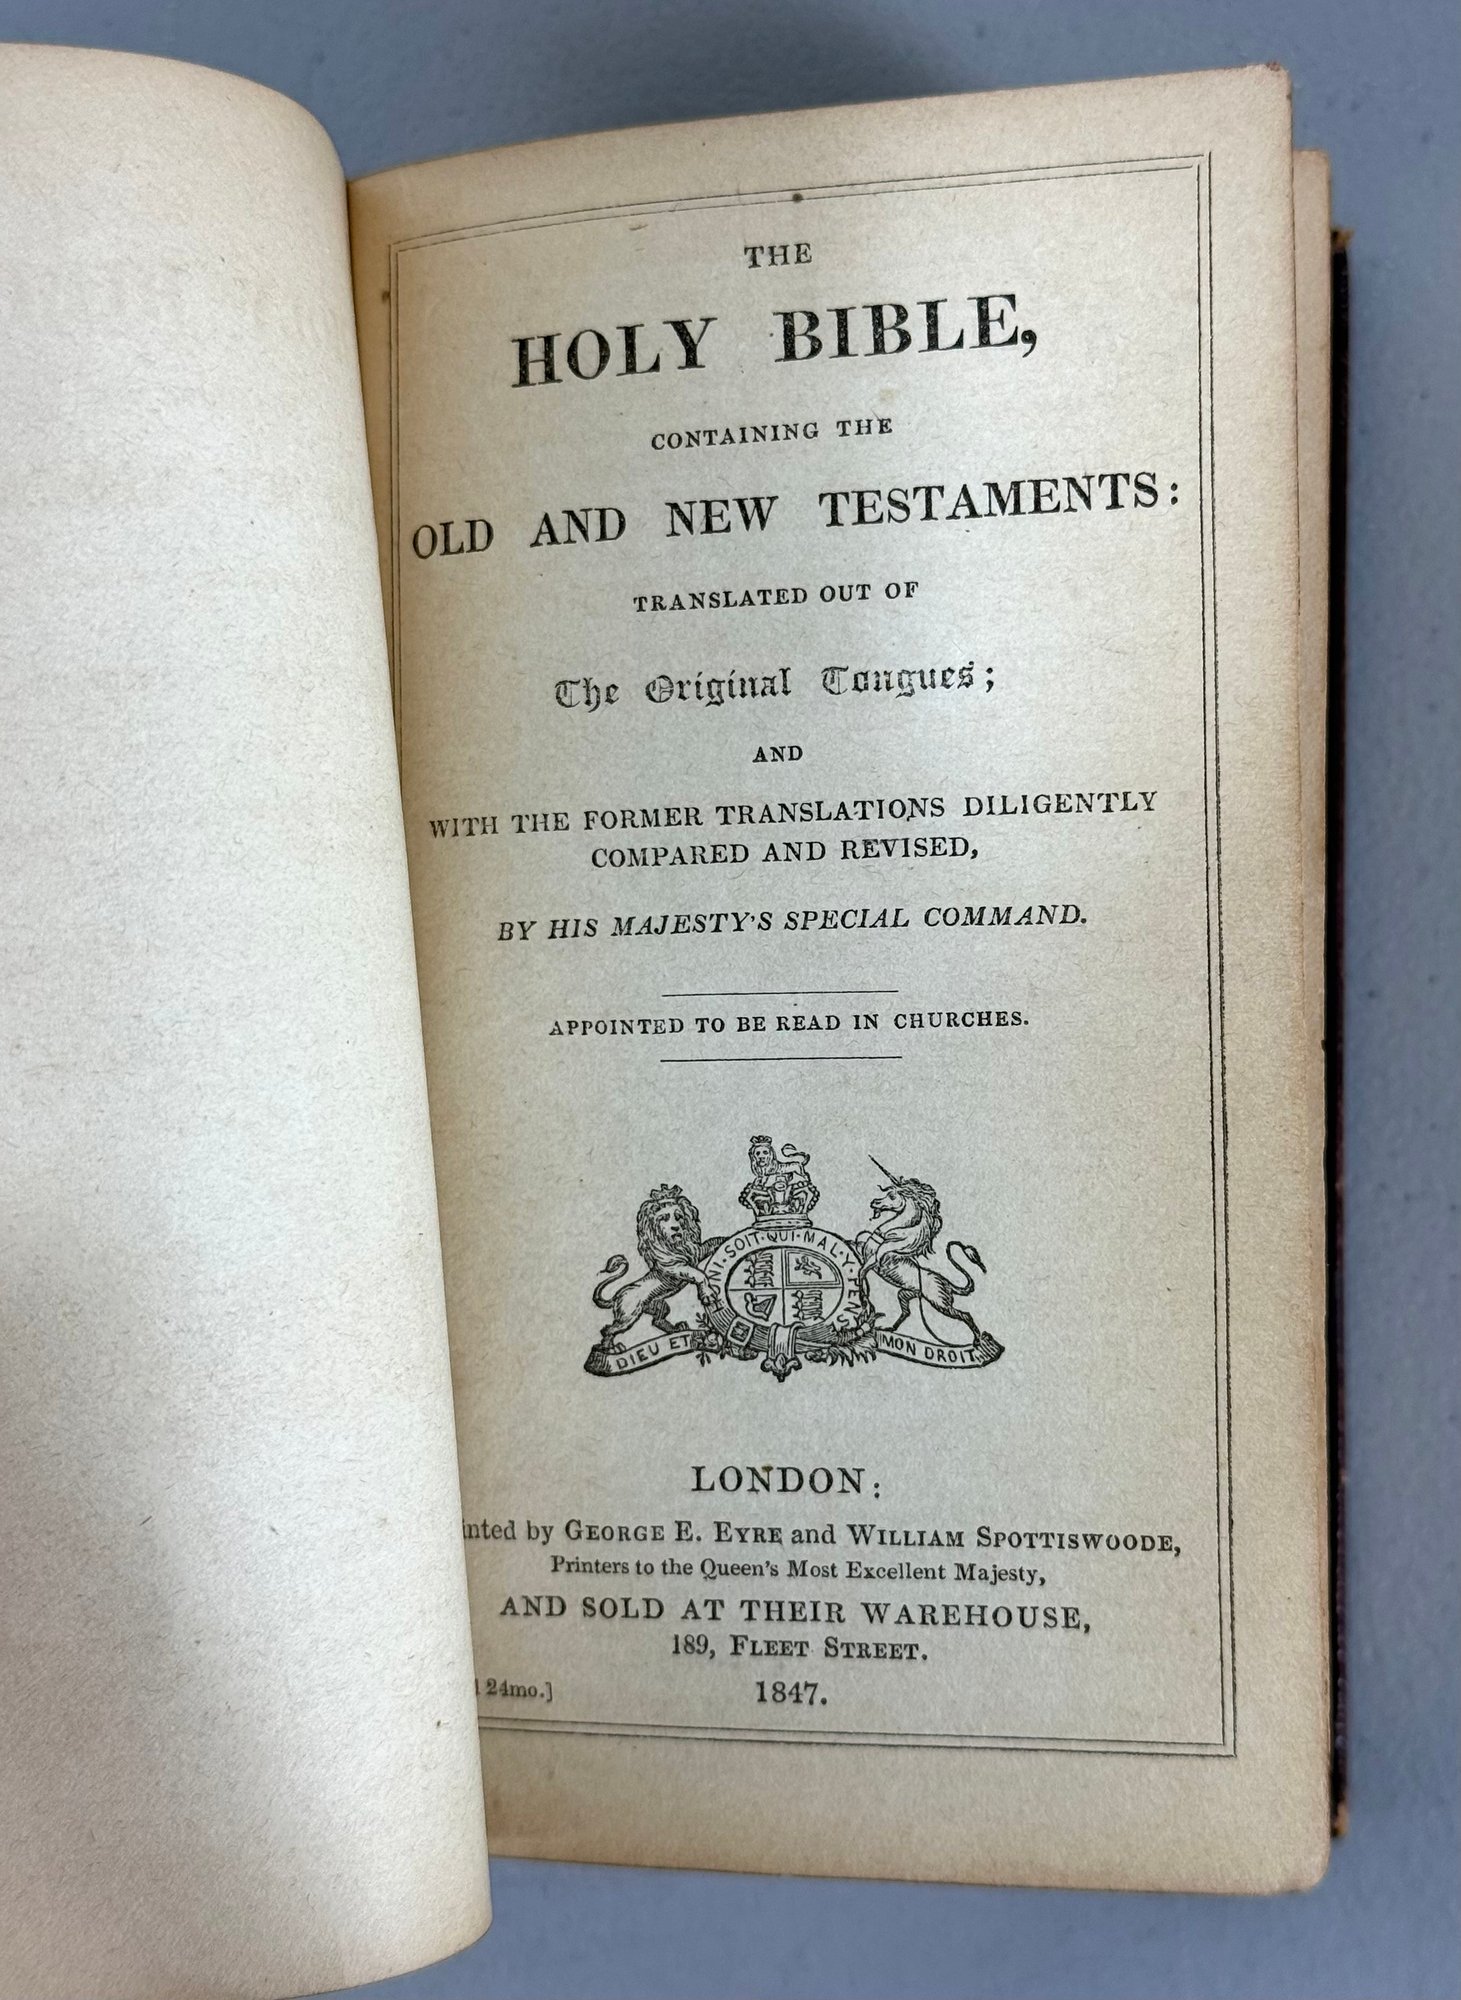 THE
HOLY BIBLE,
CONTAINING THE
OLD AND NEW TESTAMENTS:
TRANSLATED OUT OF
The Original Tongues;
AND
WITH THE FORMER TRANSLATIONS DILIGENTLY
COMPARED AND REVISED,
BY HIS MAJESTY'S SPECIAL COMMAND.
APPOINTED TO BE READ IN CHURCHES.
SOIT·QUI·MAL·Y·
DIEU ET MON DROIT
LONDON:
by GEORGE E. EYRE and WILLIAM SPOTTISWOODE,
Printers to the Queen's Most Excellent Majesty,
AND SOLD AT THEIR WAREHOUSE,
189, FLEET STREET.
24mo.] 1847.